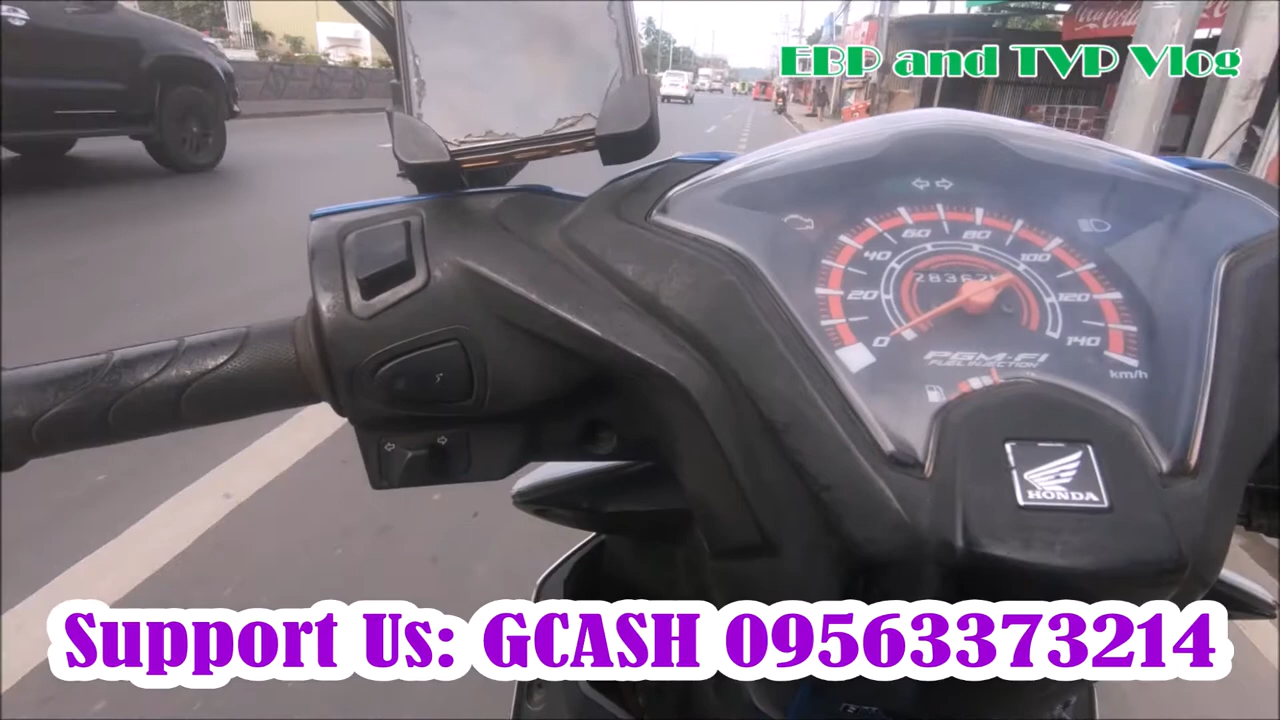 EBP and TVP Vlog
Coca-Cola
60 80
40 100
28367
20 120
0 140
km/h
PGM-FI
FUEL INJECTION
HONDA
Support Us: GCASH 09563373214